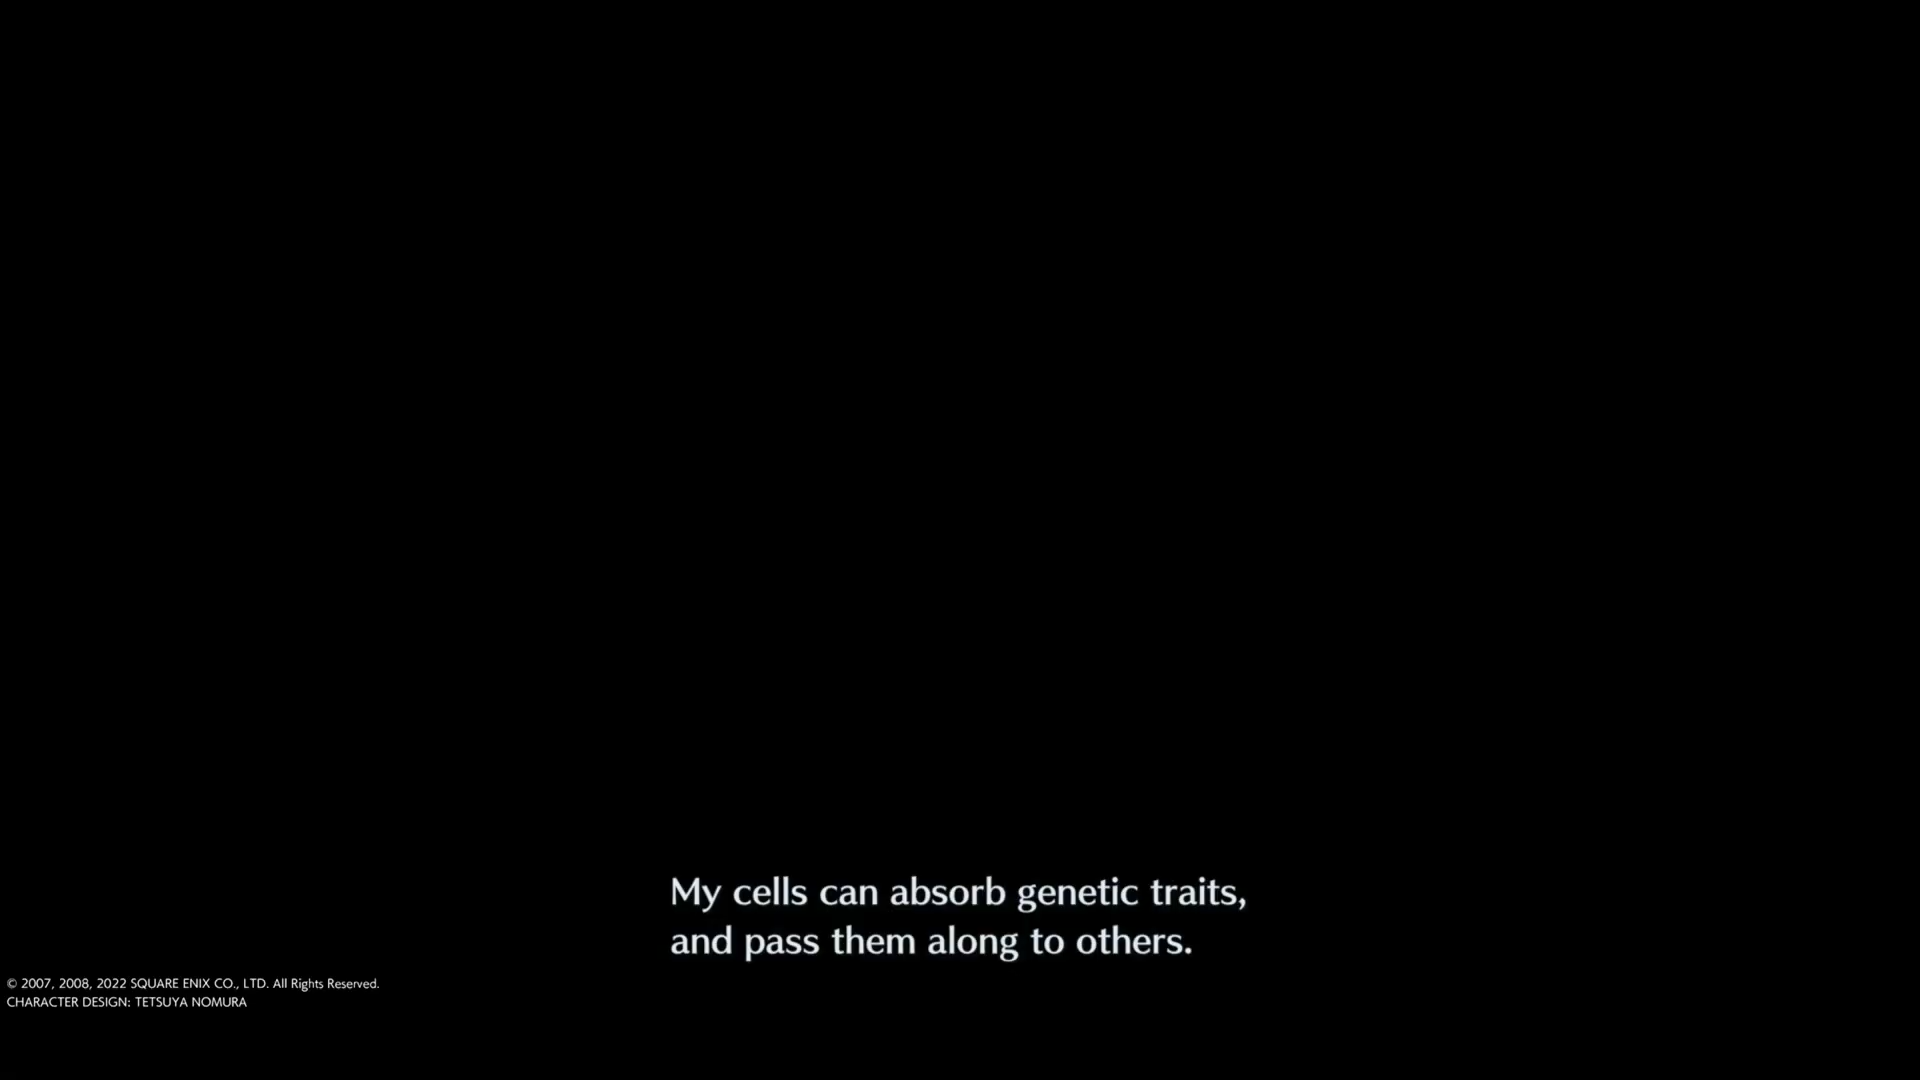 My cells can absorb genetic traits,
and pass them along to others.
© 2007, 2008, 2022 SQUARE ENIX CO., LTD. All Rights Reserved.
CHARACTER DESIGN: TETSUYA NOMURA